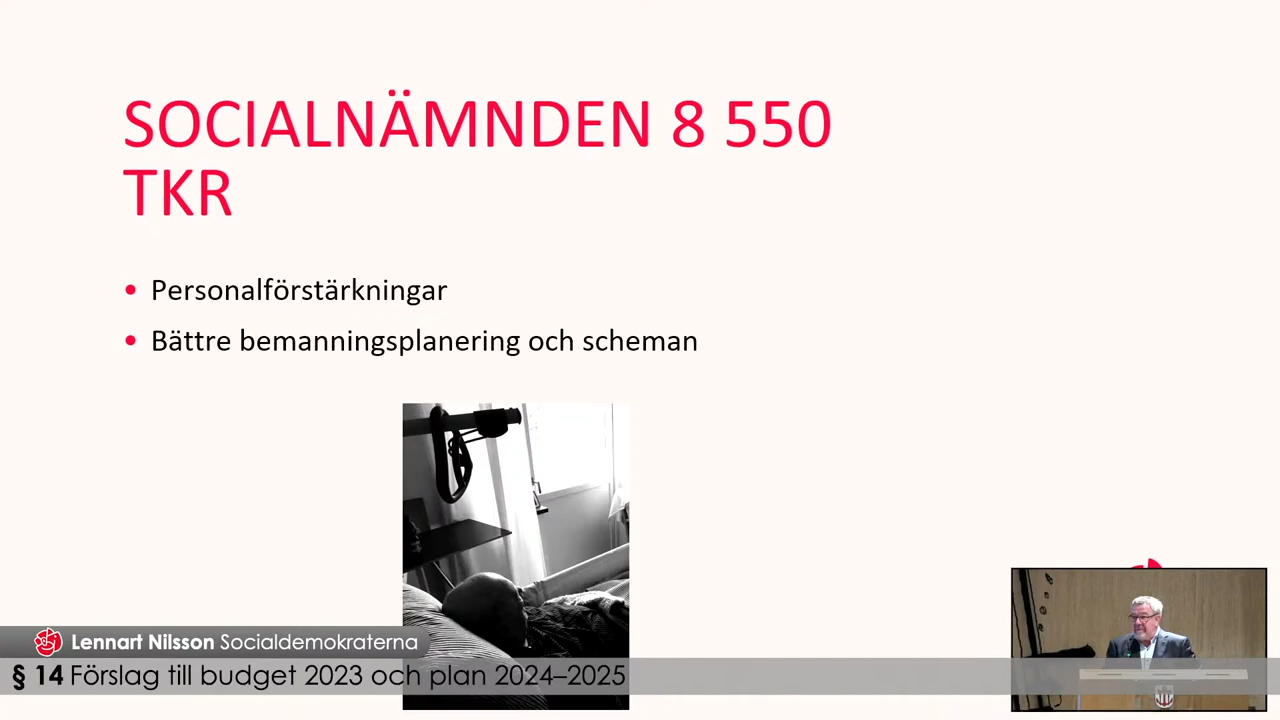 SOCIALNÄMNDEN 8 550
TKR
• Personalförstärkningar
• Bättre bemanningsplanering och scheman
Lennart Nilsson Socialdemokraterna
§ 14 Förslag till budget 2023 och plan 2024–2025